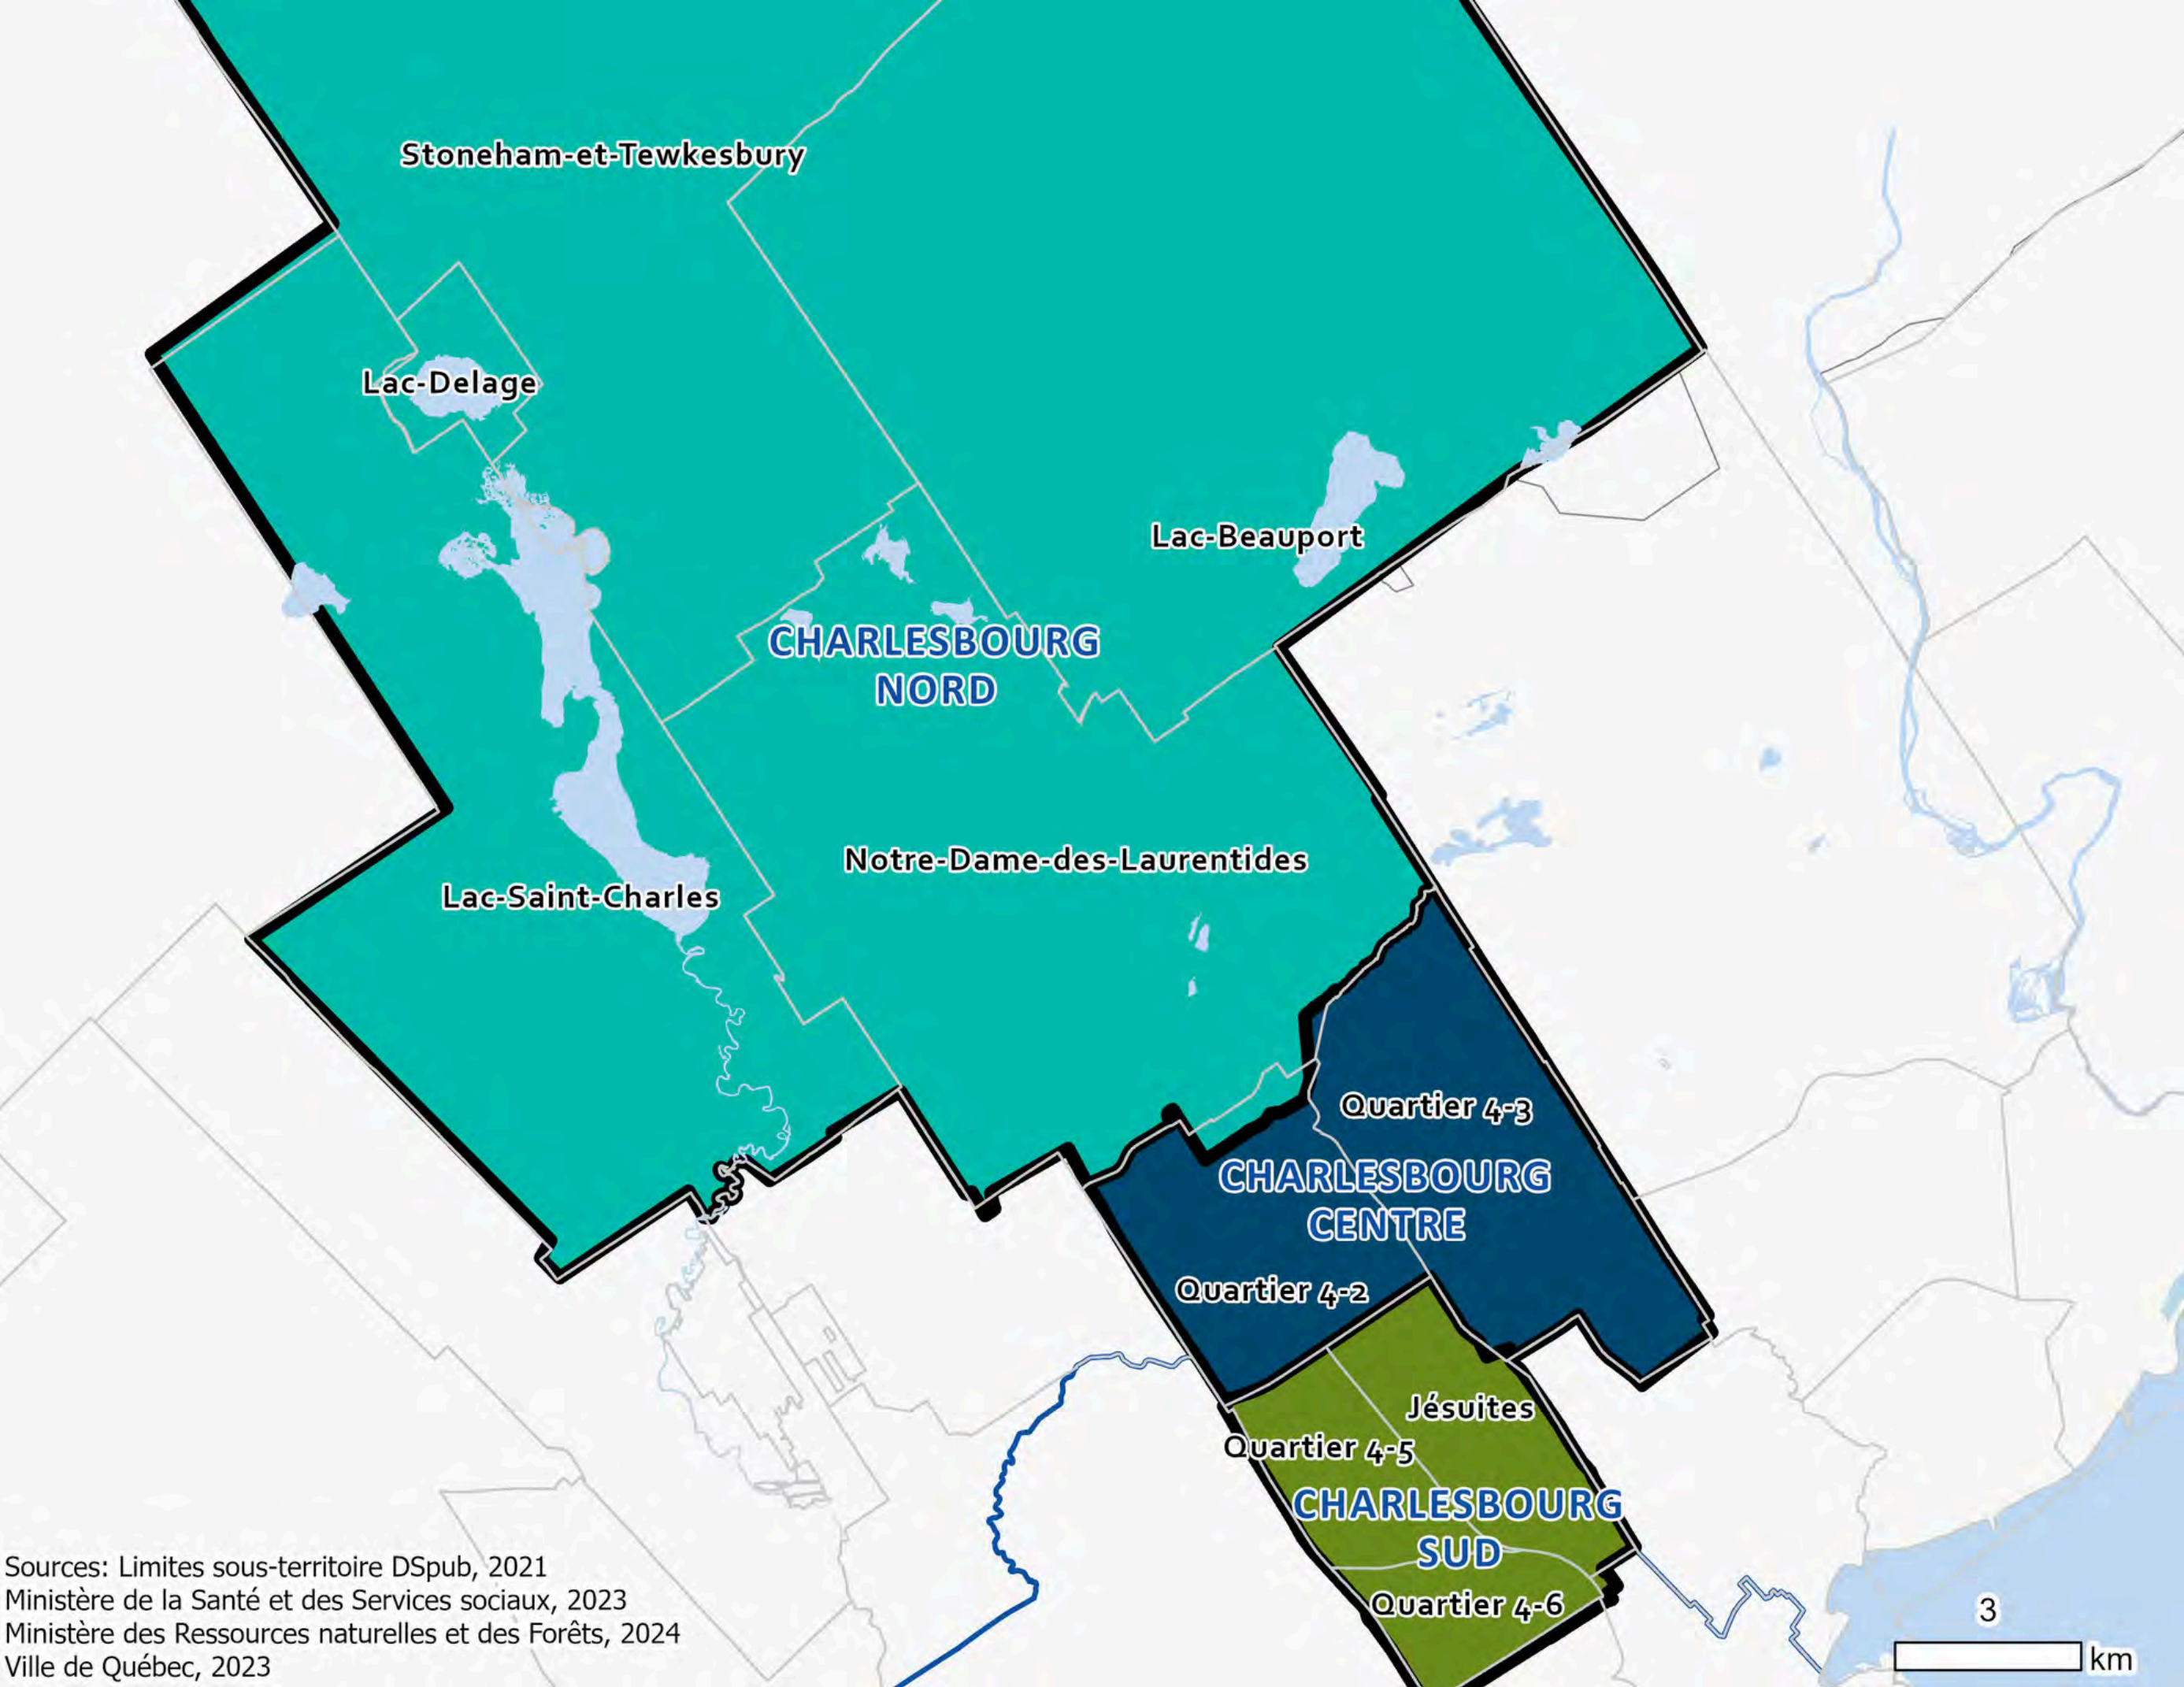 Stoneham-et-Tewkesbury
Lac-Delage
Lac-Beauport
CHARLESBOURG
NORD
Notre-Dame-des-Laurentides
Lac-Saint-Charles
Quartier 4-3
CHARLESBOURG
CENTRE
Quartier 4-2
Jésuites
Quartier 4-5
CHARLESBOURG
SUD
Quartier 4-6
Sources: Limites sous-territoire DSpub, 2021
Ministère de la Santé et des Services sociaux, 2023
Ministère des Ressources naturelles et des Forêts, 2024
Ville de Québec, 2023
3
km